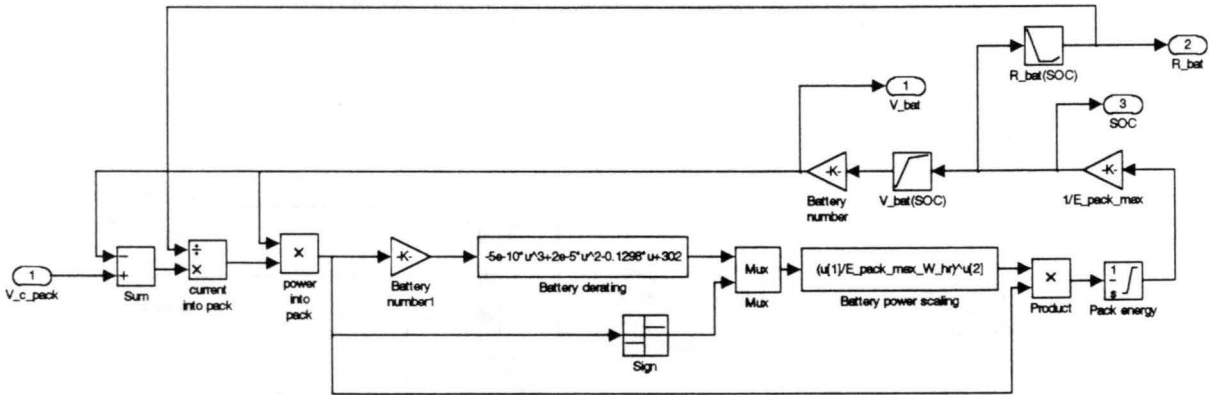 2
R_bat
R_bat(SOC)
1
V_bat
3
SOC
-K-
Battery
number
V_bat(SOC)
-K-
1/E_pack_max
1
V_c_pack
−
+
Sum
÷
×
current
into pack
×
power
into
pack
-K-
Battery
number1
-5e-10*u^3+2e-5*u^2-0.1298*u+302
Battery derating
Mux
Mux
(u[1]/E_pack_max_W_hr)^u[2]
Battery power scaling
×
Product
1
s
Pack energy
Sign